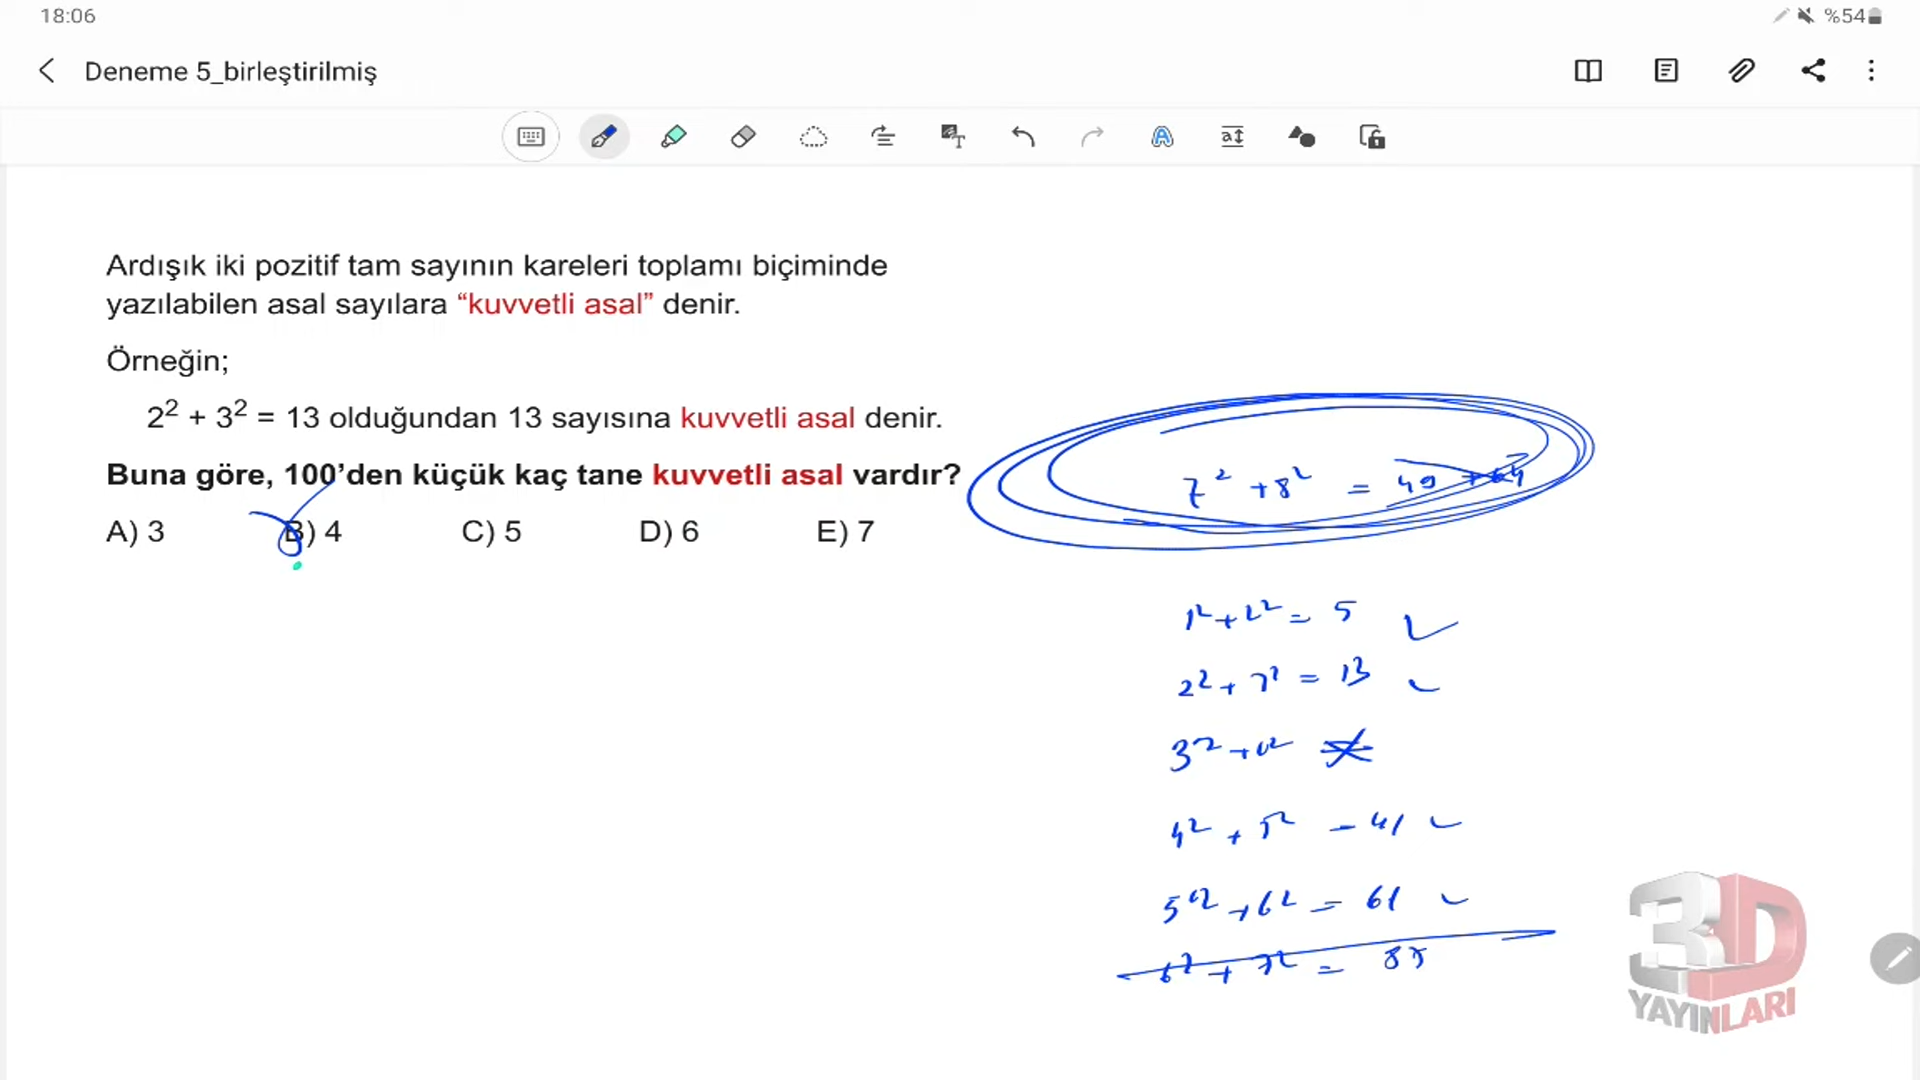 18:06
%54
Deneme 5_birleştirilmiş
Ardışık iki pozitif tam sayının kareleri toplamı biçiminde
yazılabilen asal sayılara “kuvvetli asal” denir.
Örneğin;
2² + 3² = 13 olduğundan 13 sayısına kuvvetli asal denir.
Buna göre, 100’den küçük kaç tane kuvvetli asal vardır?
A) 3 B) 4 C) 5 D) 6 E) 7
7² + 8² = 49 + 64
1² + 2² = 5
2² + 3² = 13
3² + 4²
4² + 5² = 41
5² + 6² = 61
6² + 7² = 85
3D
YAYINLARI